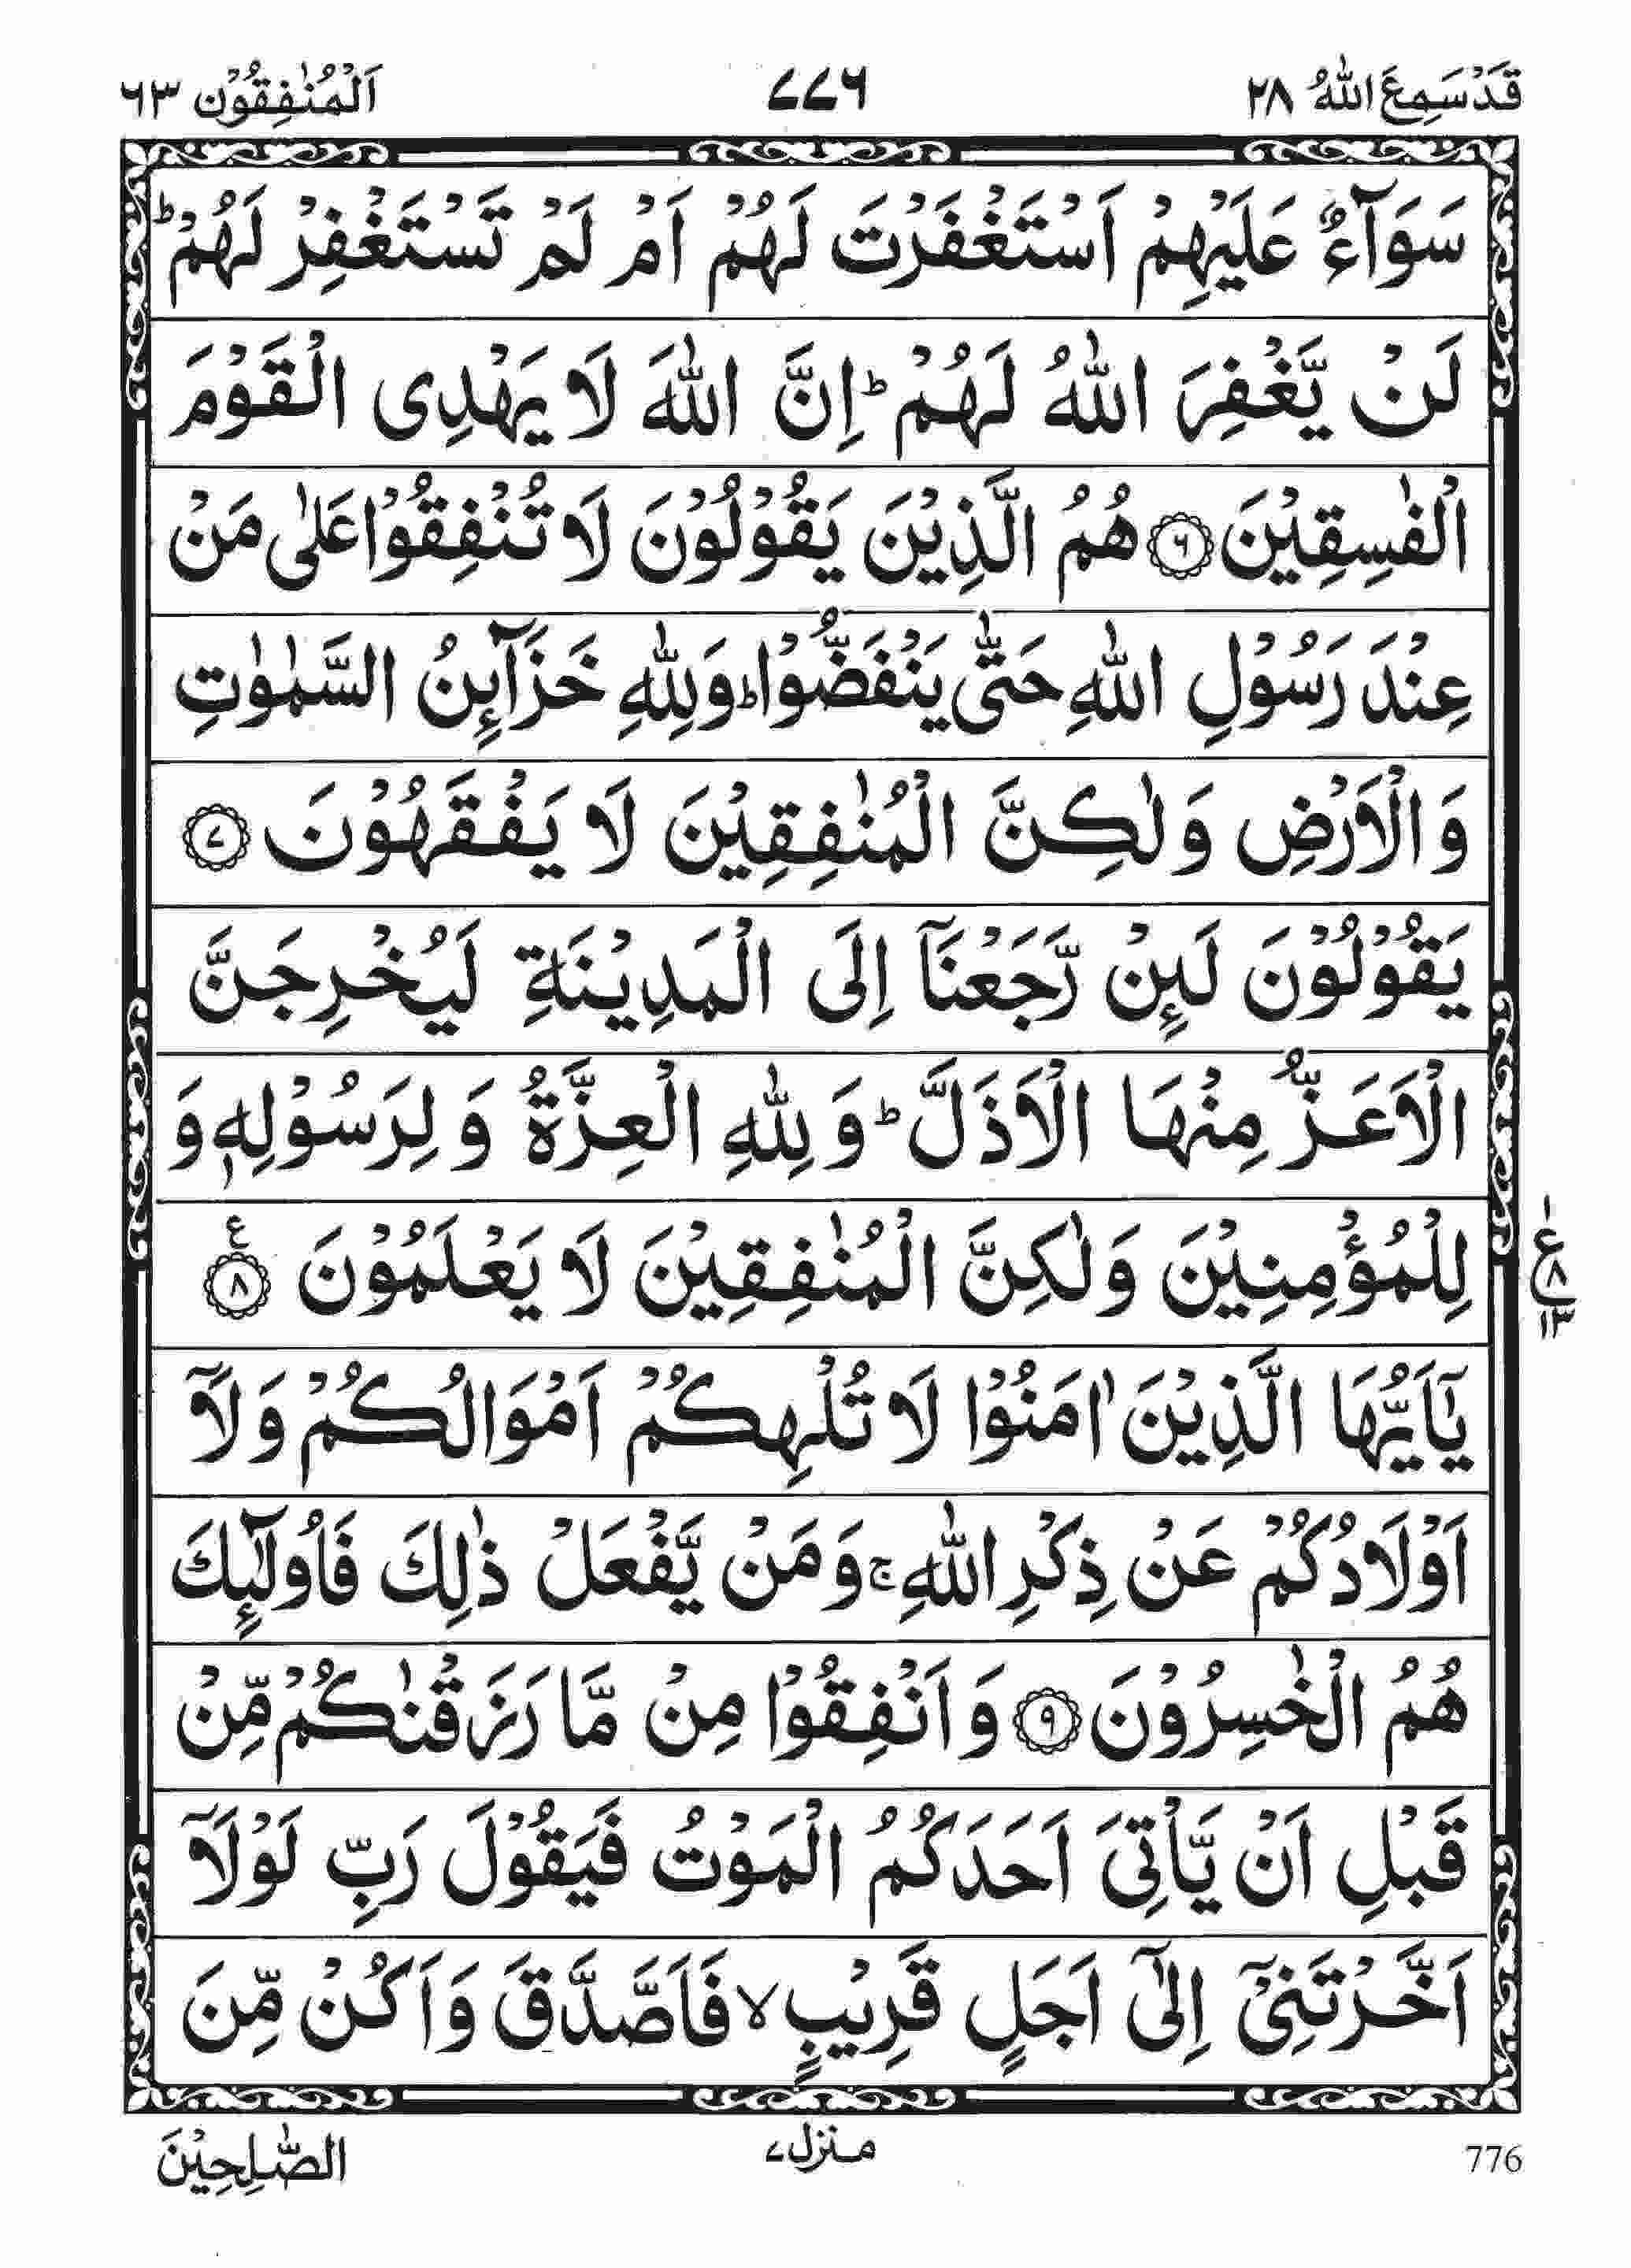 قَدْ سَمِعَ اللّٰهُ ٢٨ ٧٧٦ اَلْمُنٰفِقُوْن ٦٣
سَوَآءٌ عَلَيْهِمْ اَسْتَغْفَرْتَ لَهُمْ اَمْ لَمْ تَسْتَغْفِرْ لَهُمْ ؕ
لَنْ يَّغْفِرَ اللّٰهُ لَهُمْ ؕ اِنَّ اللّٰهَ لَا يَهْدِى الْقَوْمَ
الْفٰسِقِيْنَ ۝٦ هُمُ الَّذِيْنَ يَقُوْلُوْنَ لَا تُنْفِقُوْا عَلٰى مَنْ
عِنْدَ رَسُوْلِ اللّٰهِ حَتّٰى يَنْفَضُّوْا ؕ وَلِلّٰهِ خَزَآئِنُ السَّمٰوٰتِ
وَالْاَرْضِ وَلٰكِنَّ الْمُنٰفِقِيْنَ لَا يَفْقَهُوْنَ ۝٧
يَقُوْلُوْنَ لَئِنْ رَّجَعْنَآ اِلَى الْمَدِيْنَةِ لَيُخْرِجَنَّ
الْاَعَزُّ مِنْهَا الْاَذَلَّ ؕ وَ لِلّٰهِ الْعِزَّةُ وَ لِرَسُوْلِهٖ وَ
لِلْمُؤْمِنِيْنَ وَلٰكِنَّ الْمُنٰفِقِيْنَ لَا يَعْلَمُوْنَ ۝٨ ع
١ ع ٨ ١٣
يٰٓاَيُّهَا الَّذِيْنَ اٰمَنُوْا لَا تُلْهِكُمْ اَمْوَالُكُمْ وَ لَآ
اَوْلَادُكُمْ عَنْ ذِكْرِ اللّٰهِ ۚ وَ مَنْ يَّفْعَلْ ذٰلِكَ فَاُولٰٓئِكَ
هُمُ الْخٰسِرُوْنَ ۝٩ وَ اَنْفِقُوْا مِنْ مَّا رَزَقْنٰكُمْ مِّنْ
قَبْلِ اَنْ يَّاْتِىَ اَحَدَكُمُ الْمَوْتُ فَيَقُوْلَ رَبِّ لَوْلَآ
اَخَّرْتَنِىْٓ اِلٰٓى اَجَلٍ قَرِيْبٍ ۙ فَاَصَّدَّقَ وَ اَكُنْ مِّنَ
776 منزل ٧ الصّٰلِحِيْنَ